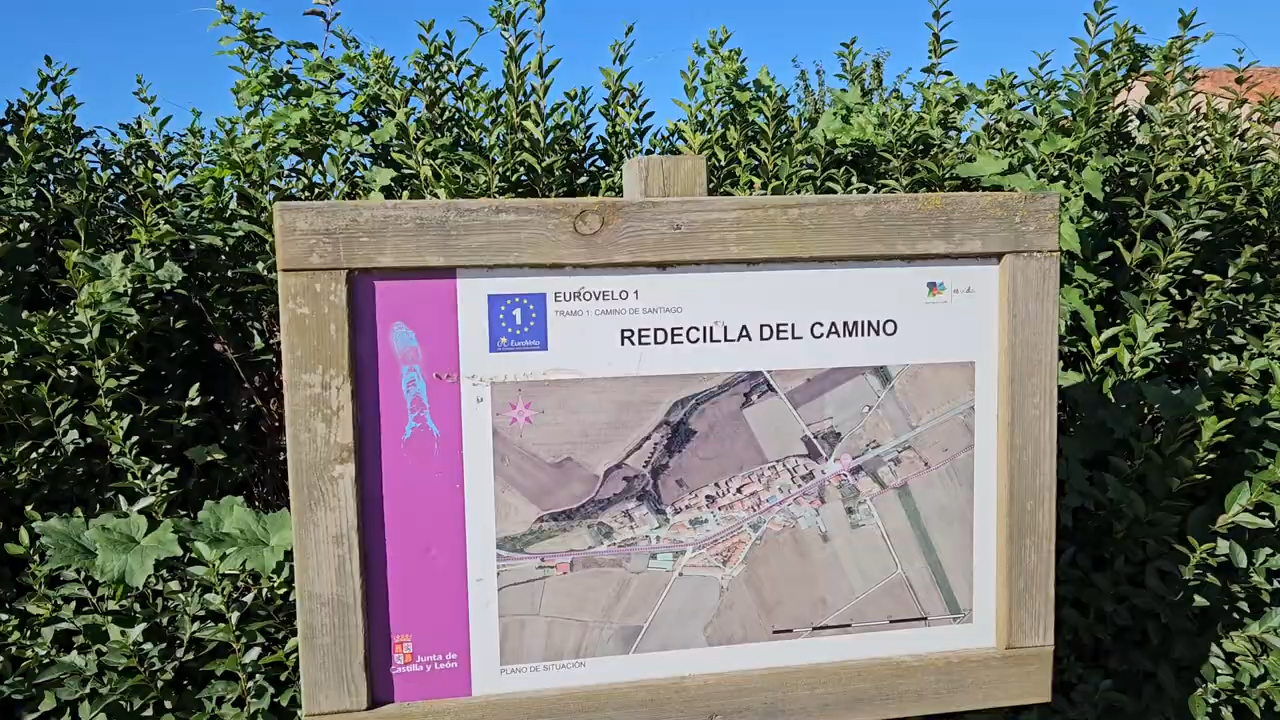 EUROVELO 1
TRAMO 1: CAMINO DE SANTIAGO
1
EuroVelo
REDECILLA DEL CAMINO
Junta de
Castilla y León
PLANO DE SITUACIÓN